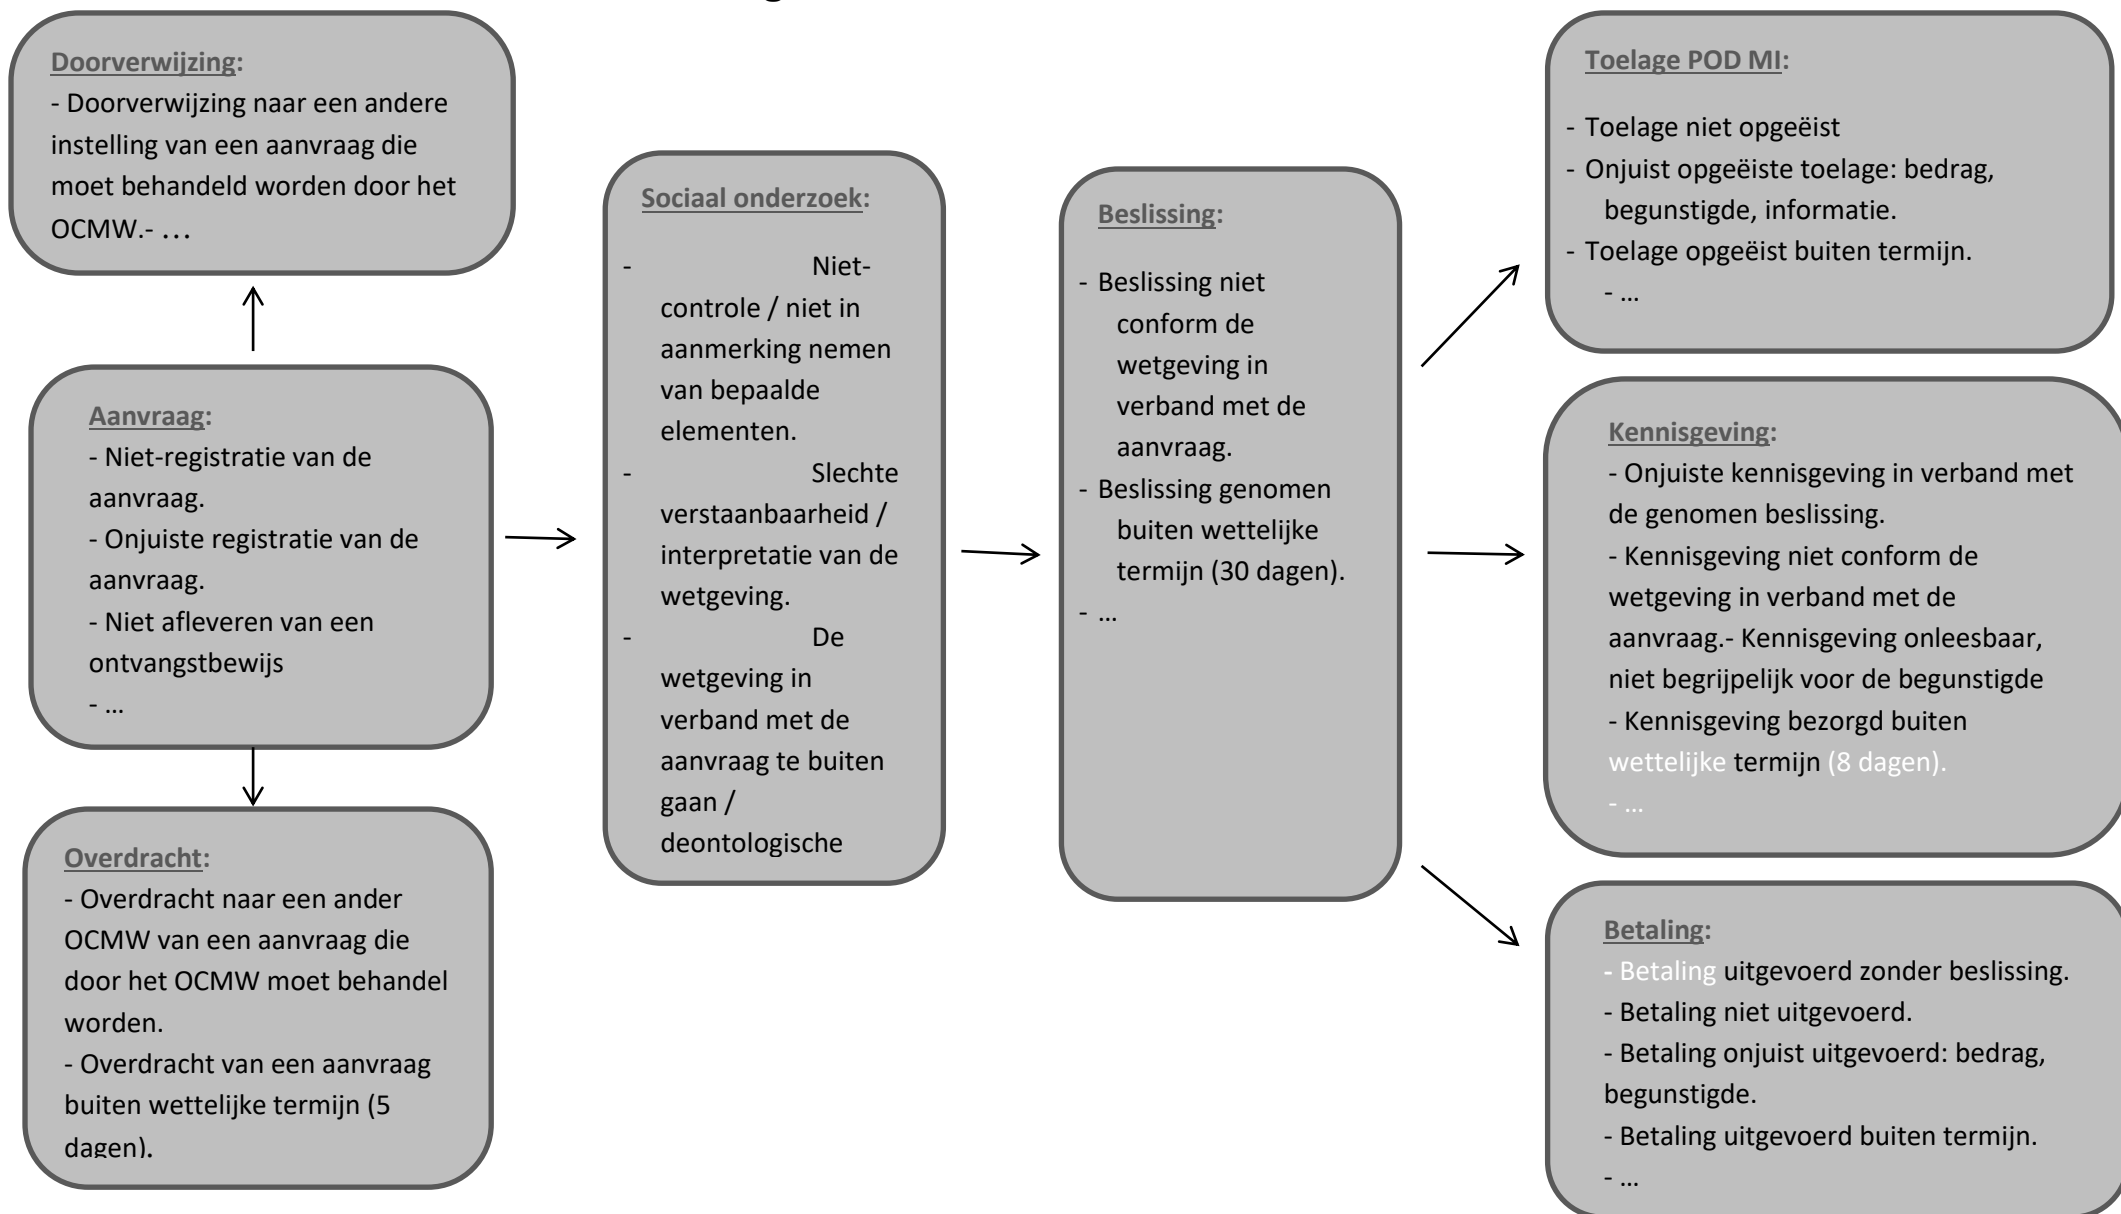 g
Doorverwijzing:
- Doorverwijzing naar een andere
instelling van een aanvraag die
moet behandeld worden door het
OCMW.- …
Aanvraag:
- Niet-registratie van de
aanvraag.
- Onjuiste registratie van de
aanvraag.
- Niet afleveren van een
ontvangstbewijs
- …
Overdracht:
- Overdracht naar een ander
OCMW van een aanvraag die
door het OCMW moet behandel
worden.
- Overdracht van een aanvraag
buiten wettelijke termijn (5
dagen).
Sociaal onderzoek:
- Niet-
controle / niet in
aanmerking nemen
van bepaalde
elementen.
- Slechte
verstaanbaarheid /
interpretatie van de
wetgeving.
- De
wetgeving in
verband met de
aanvraag te buiten
gaan /
deontologische
Beslissing:
- Beslissing niet
conform de
wetgeving in
verband met de
aanvraag.
- Beslissing genomen
buiten wettelijke
termijn (30 dagen).
- …
Toelage POD MI:
- Toelage niet opgeëist
- Onjuist opgeëiste toelage: bedrag,
begunstigde, informatie.
- Toelage opgeëist buiten termijn.
- …
Kennisgeving:
- Onjuiste kennisgeving in verband met
de genomen beslissing.
- Kennisgeving niet conform de
wetgeving in verband met de
aanvraag.- Kennisgeving onleesbaar,
niet begrijpelijk voor de begunstigde
- Kennisgeving bezorgd buiten
wettelijke termijn (8 dagen).
- …
Betaling:
- Betaling uitgevoerd zonder beslissing.
- Betaling niet uitgevoerd.
- Betaling onjuist uitgevoerd: bedrag,
begunstigde.
- Betaling uitgevoerd buiten termijn.
- …